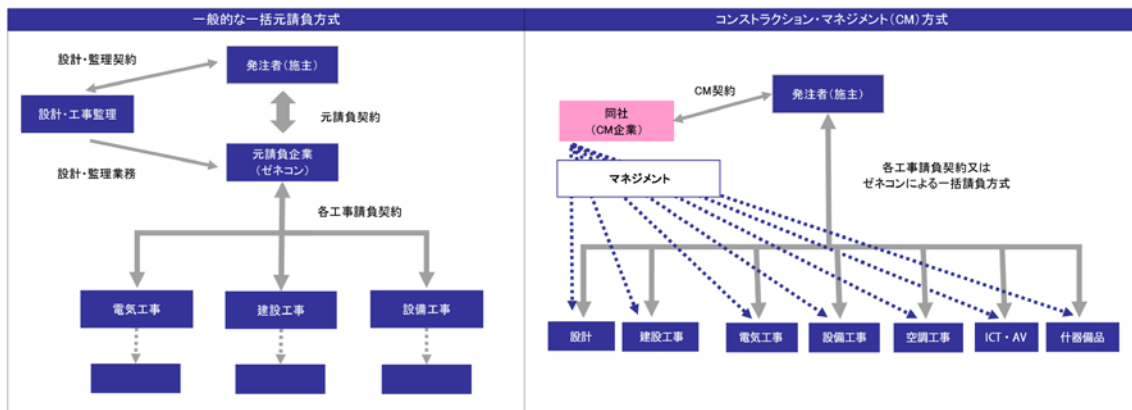 一般的な一括元請負方式
設計・監理契約
発注者(施主)
設計・工事監理
元請負契約
元請負企業
(ゼネコン)
設計・監理業務
各工事請負契約
電気工事
建設工事
設備工事
コンストラクション・マネジメント(CM)方式
CM契約
発注者(施主)
同社
(CM企業)
マネジメント
各工事請負契約又は
ゼネコンによる一括請負方式
設計
建設工事
電気工事
設備工事
空調工事
ICT・AV
什器備品